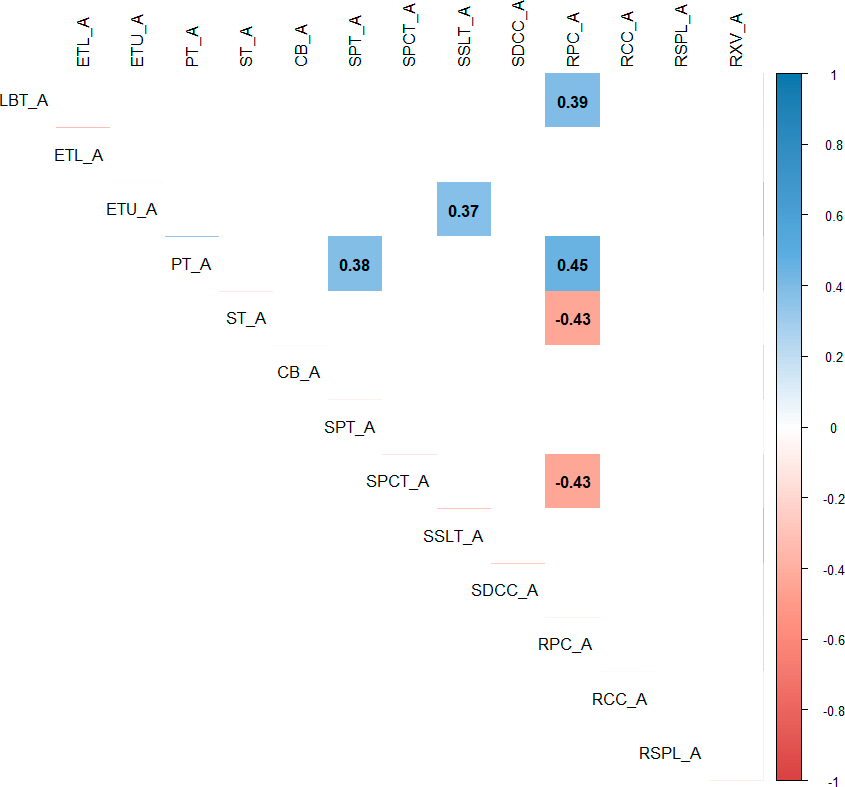 ETL_A ETU_A PT_A ST_A CB_A SPT_A SPCT_A SSLT_A SDCC_A RPC_A RCC_A RSPL_A RXV_A
LBT_A 0.39
ETL_A
ETU_A 0.37
PT_A 0.38 0.45
ST_A -0.43
CB_A
SPT_A
SPCT_A -0.43
SSLT_A
SDCC_A
RPC_A
RCC_A
RSPL_A
1
0.8
0.6
0.4
0.2
0
-0.2
-0.4
-0.6
-0.8
-1